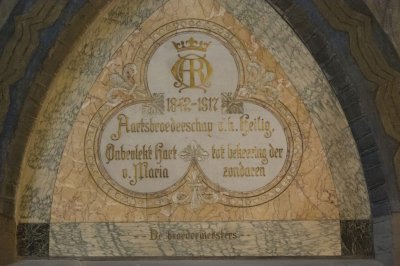 1842-1917
Aartsbroederschap v.h. Heilig.
Onbevlekt Hart tot bekeering der
v. Maria zondaren
- De broedermeesters -